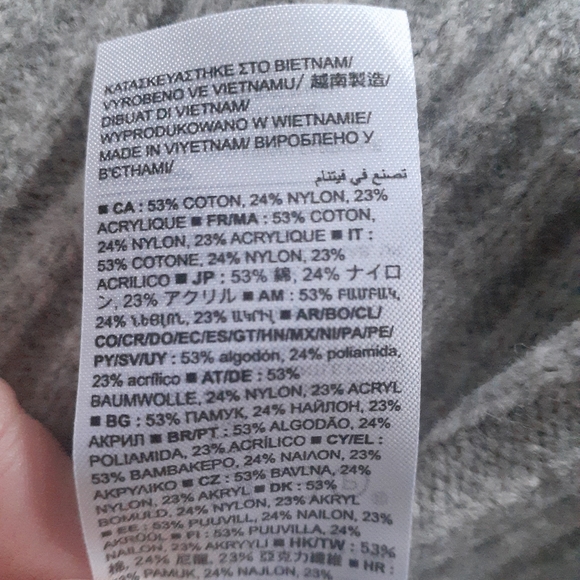 ΚΑΤΑΣΚΕΥΑΣΤΗΚΕ ΣΤΟ ΒΙΕΤΝΑΜ/
VYROBENO VE VIETNAMU/ 越南製造/
DIBUAT DI VIETNAM/
WYPRODUKOWANO W WIETNAMIE/
MADE IN VIYETNAM/ ВИРОБЛЕНО У
В'ЄТНАМІ/
تصنع في فيتنام
■ CA : 53% COTON, 24% NYLON, 23%
ACRYLIQUE ■ FR/MA : 53% COTON,
24% NYLON, 23% ACRYLIQUE ■ IT :
53% COTONE, 24% NYLON, 23%
ACRILICO ■ JP : 53% 綿, 24% ナイロ
ン, 23% アクリル ■ AM : 53% ԲԱՄԲԱԿ,
24% ՆԵՅԼՈՆ, 23% ԱԿՐԻԼ ■ AR/BO/CL/
CO/CR/DO/EC/ES/GT/HN/MX/NI/PA/PE/
PY/SV/UY : 53% algodón, 24% poliamida,
23% acrílico ■ AT/DE : 53%
BAUMWOLLE, 24% NYLON, 23% ACRYL
■ BG : 53% ПАМУК, 24% НАЙЛОН, 23%
АКРИЛ ■ BR/PT : 53% ALGODÃO, 24%
POLIAMIDA, 23% ACRÍLICO ■ CY/EL :
53% ΒΑΜΒΑΚΕΡΟ, 24% ΝΑΙΛΟΝ, 23%
ΑΚΡΥΛΙΚΟ ■ CZ : 53% BAVLNA, 24%
NYLON, 23% AKRYL ■ DK : 53%
BOMULD, 24% NYLON, 23% AKRYL
■ EE : 53% PUUVILL, 24% NAILON, 23%
AKRÜÜL ■ FI : 53% PUUVILLA, 24%
NAILON, 23% AKRYYLI ■ HK/TW : 53%
棉, 24% 尼龍, 23% 亞克力纖維 ■ HR :
53% PAMUK, 24% NAJLON, 23%